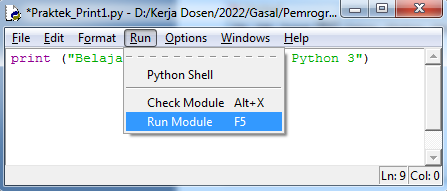 *Praktek_Print1.py - D:/Kerja Dosen/2022/Gasal/Pemrogr...
File Edit Format Run Options Windows Help
print ("Belaja Python 3")
Python Shell
Check Module Alt+X
Run Module F5
Ln: 9 Col: 0